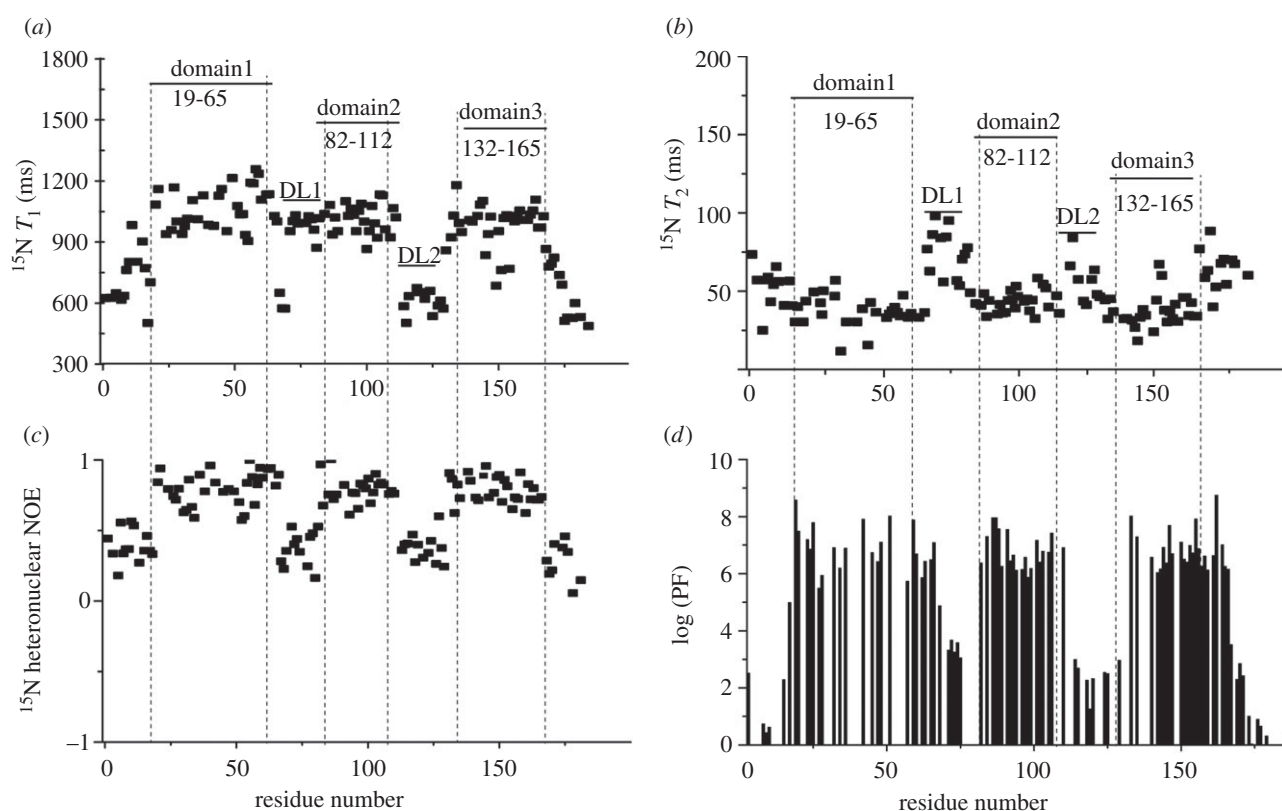 (a)
1800
1500
1200
900
600
300
¹⁵N T₁ (ms)
domain1
19-65
domain2
82-112
domain3
132-165
DL1
DL2
0 50 100 150
(b)
200
150
100
50
¹⁵N T₂ (ms)
domain1
19-65
domain2
82-112
domain3
132-165
DL1
DL2
0 50 100 150
(c)
1
0
−1
¹⁵N heteronuclear NOE
0 50 100 150
residue number
(d)
10
8
6
4
2
0
log (PF)
0 50 100 150
residue number